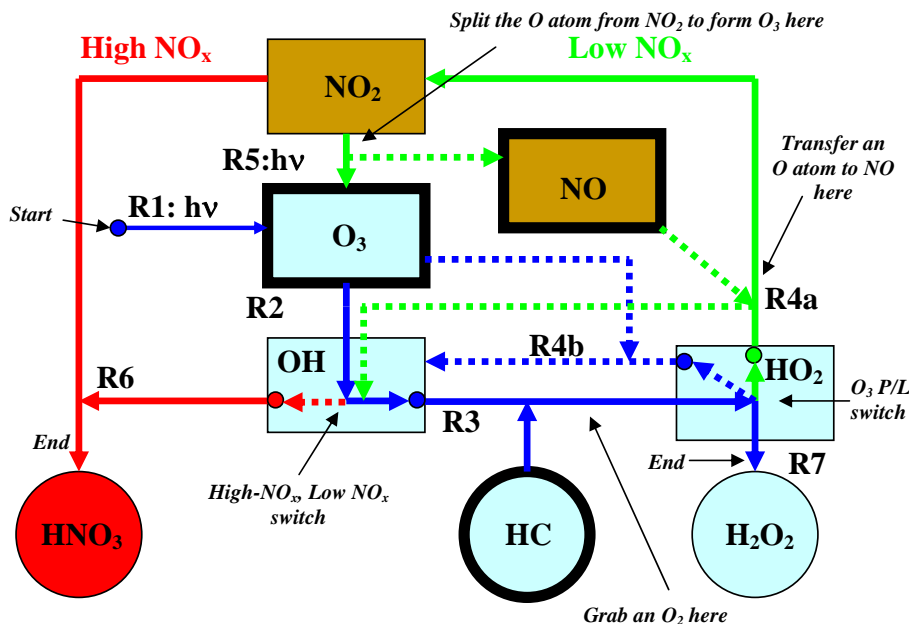 Split the O atom from NO₂ to form O₃ here
High NOₓ
Low NOₓ
NO₂
Transfer an
O atom to NO
here
R5:hν
NO
Start
R1: hν
O₃
R2
R4a
OH
R4b
HO₂
R6
O₃ P/L
switch
R3
End
End
R7
High-NOₓ, Low NOₓ
switch
HNO₃
HC
H₂O₂
Grab an O₂ here